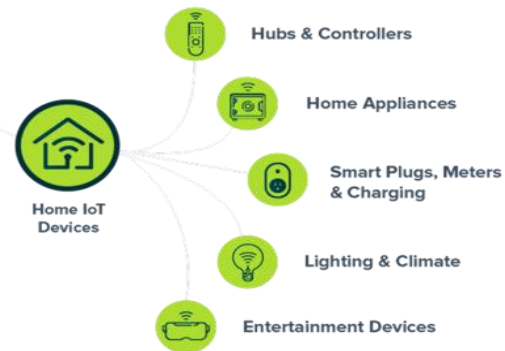 Hubs & Controllers
Home Appliances
Smart Plugs, Meters
& Charging
Home IoT
Devices
Lighting & Climate
Entertainment Devices